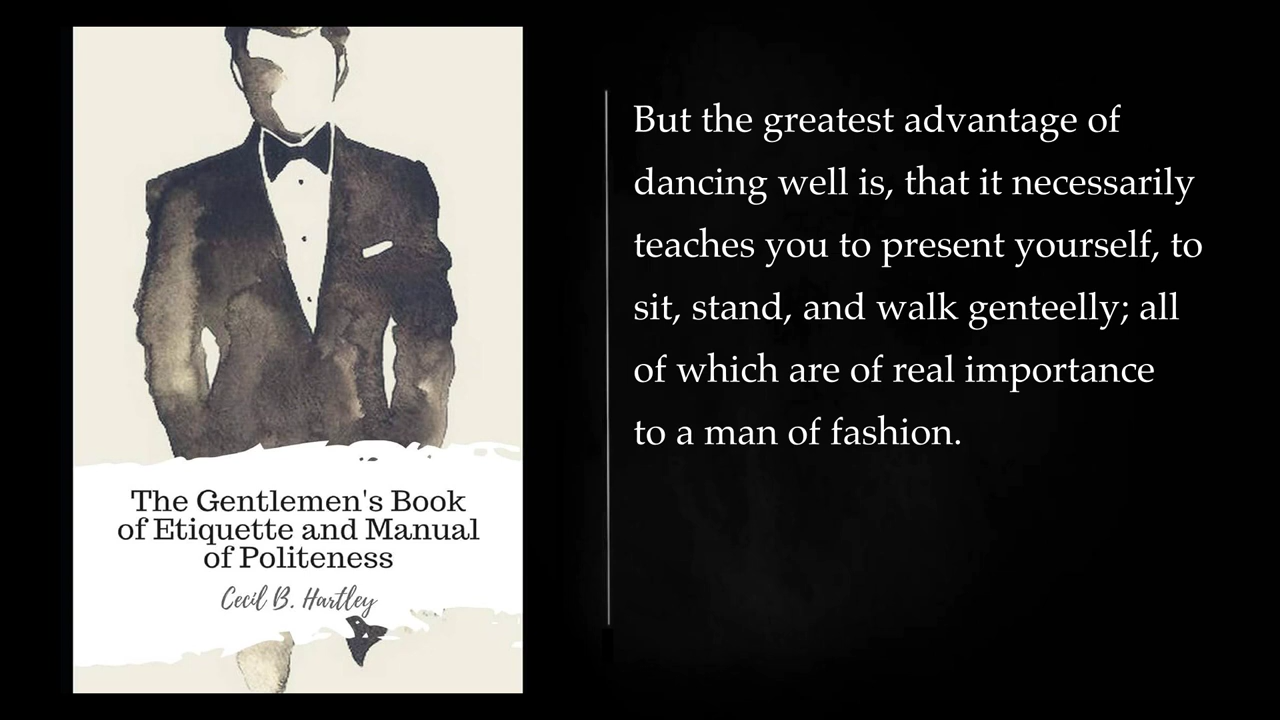 The Gentlemen's Book
of Etiquette and Manual
of Politeness
Cecil B. Hartley
But the greatest advantage of
dancing well is, that it necessarily
teaches you to present yourself, to
sit, stand, and walk genteelly; all
of which are of real importance
to a man of fashion.